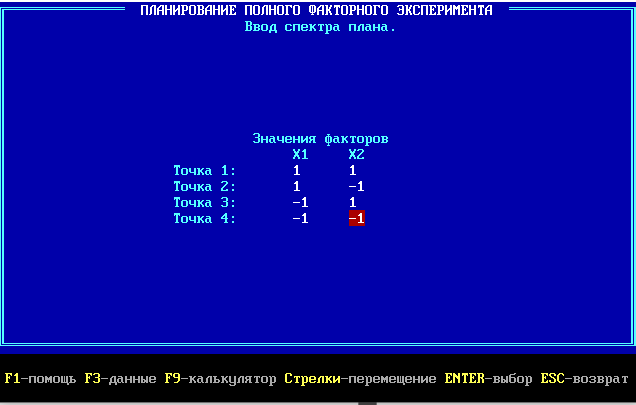 ПЛАНИРОВАНИЕ ПОЛНОГО ФАКТОРНОГО ЭКСПЕРИМЕНТА
Ввод спектра плана.
Значения факторов
X1 X2
Точка 1: 1 1
Точка 2: 1 -1
Точка 3: -1 1
Точка 4: -1 -1
F1-помощь F3-данные F9-калькулятор Стрелки-перемещение ENTER-выбор ESC-возврат